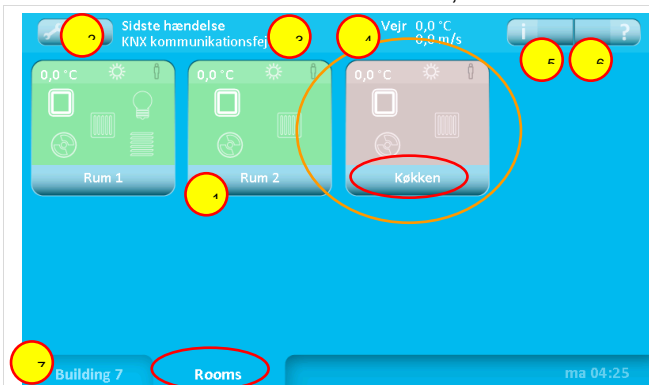 Sidste hændelse
KNX kommunikationsfej
Vejr 0,0 °C
0,0 m/s
i
?
0,0 °C
0,0 °C
0,0 °C
Rum 1
Rum 2
Køkken
Building 7
Rooms
ma 04:25